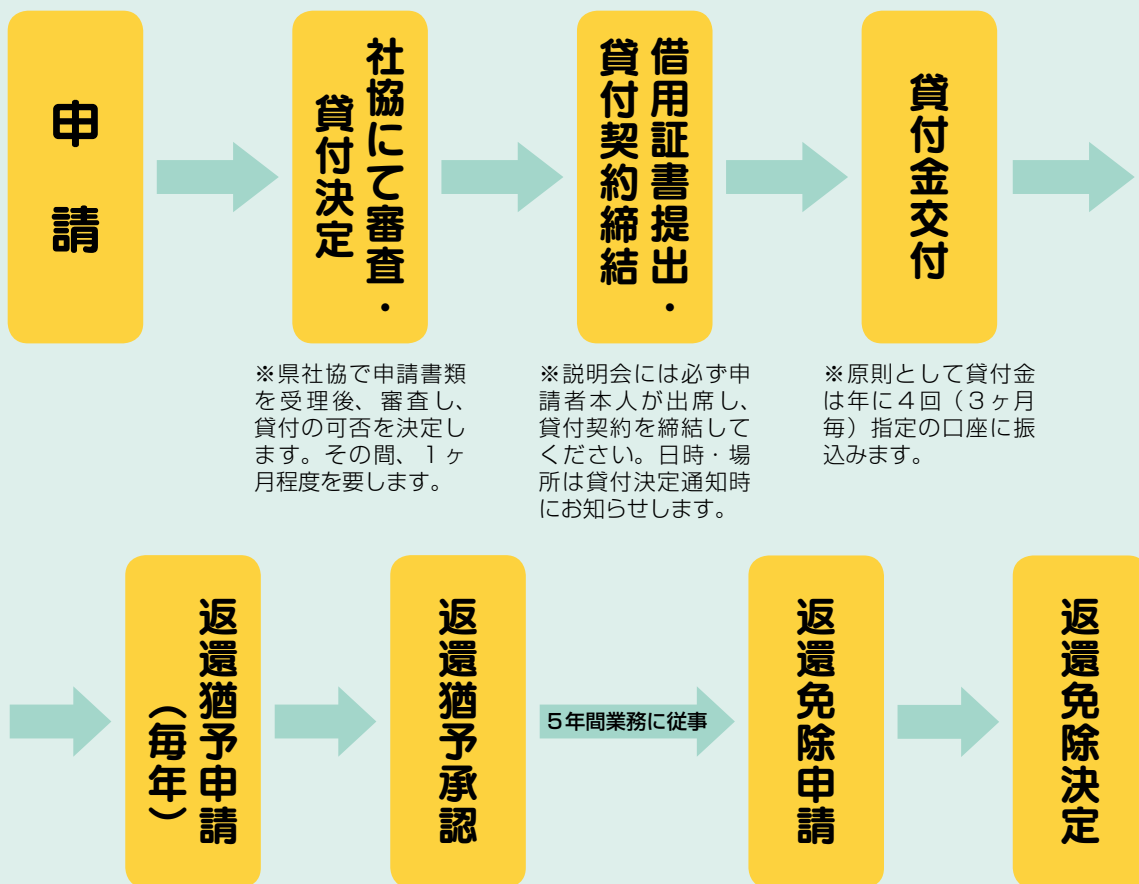 申請
社協にて審査・
貸付決定
借用証書提出・
貸付契約締結
貸付金交付
※県社協で申請書類
を受理後、審査し、
貸付の可否を決定し
ます。その間、１ヶ
月程度を要します。
※説明会には必ず申
請者本人が出席し、
貸付契約を締結して
ください。日時・場
所は貸付決定通知時
にお知らせします。
※原則として貸付金
は年に４回（３ヶ月
毎）指定の口座に振
込みます。
返還猶予申請
（毎年）
返還猶予承認
５年間業務に従事
返還免除申請
返還免除決定